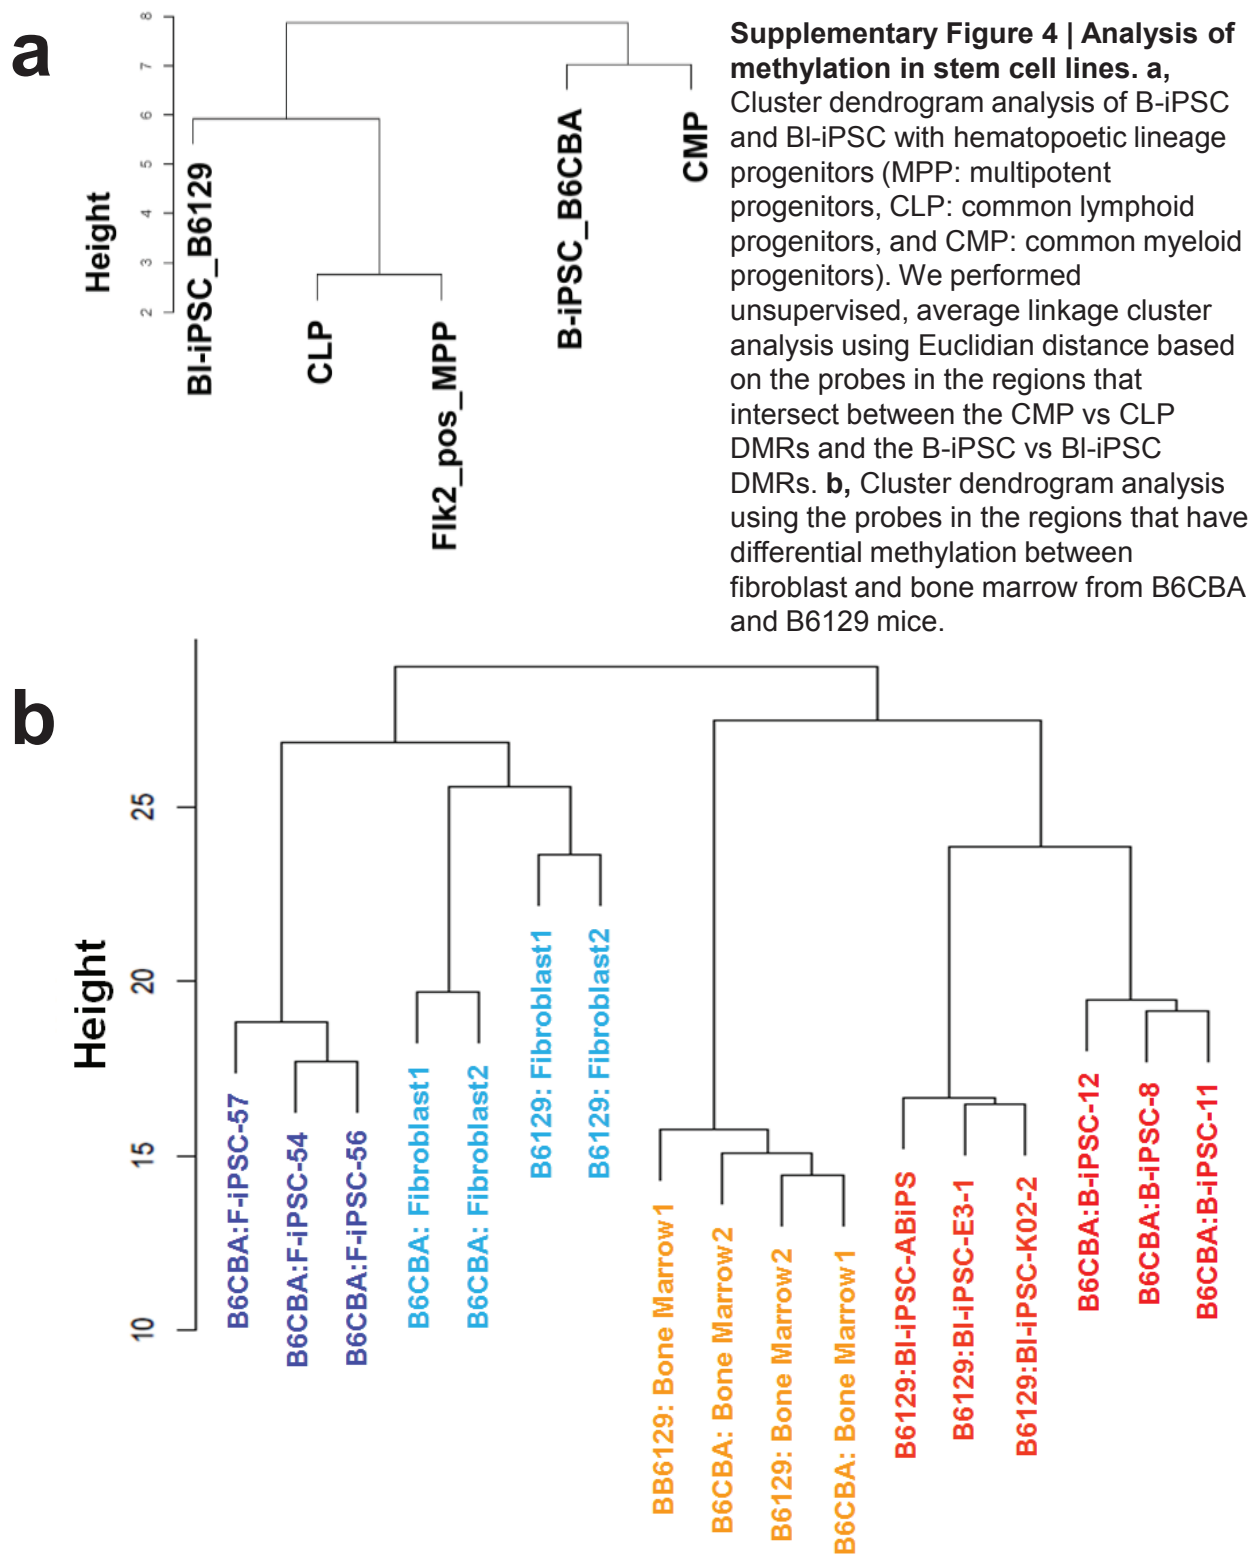 a
8
7
6
5
4
3
2
Height
Bl-iPSC_B6129
CLP
Flk2_pos_MPP
B-iPSC_B6CBA
CMP
Supplementary Figure 4 | Analysis of
methylation in stem cell lines. a,
Cluster dendrogram analysis of B-iPSC
and Bl-iPSC with hematopoetic lineage
progenitors (MPP: multipotent
progenitors, CLP: common lymphoid
progenitors, and CMP: common myeloid
progenitors). We performed
unsupervised, average linkage cluster
analysis using Euclidian distance based
on the probes in the regions that
intersect between the CMP vs CLP
DMRs and the B-iPSC vs Bl-iPSC
DMRs. b, Cluster dendrogram analysis
using the probes in the regions that have
differential methylation between
fibroblast and bone marrow from B6CBA
and B6129 mice.
b
25
20
15
10
Height
B6CBA:F-iPSC-57
B6CBA:F-iPSC-54
B6CBA:F-iPSC-56
B6CBA: Fibroblast1
B6CBA: Fibroblast2
B6129: Fibroblast1
B6129: Fibroblast2
BB6129: Bone Marrow1
B6CBA: Bone Marrow2
B6129: Bone Marrow2
B6CBA: Bone Marrow1
B6129:Bl-iPSC-ABiPS
B6129:Bl-iPSC-E3-1
B6129:Bl-iPSC-K02-2
B6CBA:B-iPSC-12
B6CBA:B-iPSC-8
B6CBA:B-iPSC-11